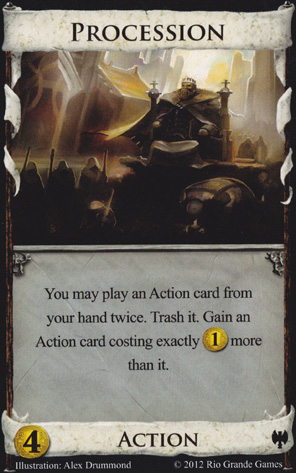 PROCESSION
You may play an Action card from
your hand twice. Trash it. Gain an
Action card costing exactly 1 more
than it.
4 ACTION
Illustration: Alex Drummond © 2012 Rio Grande Games